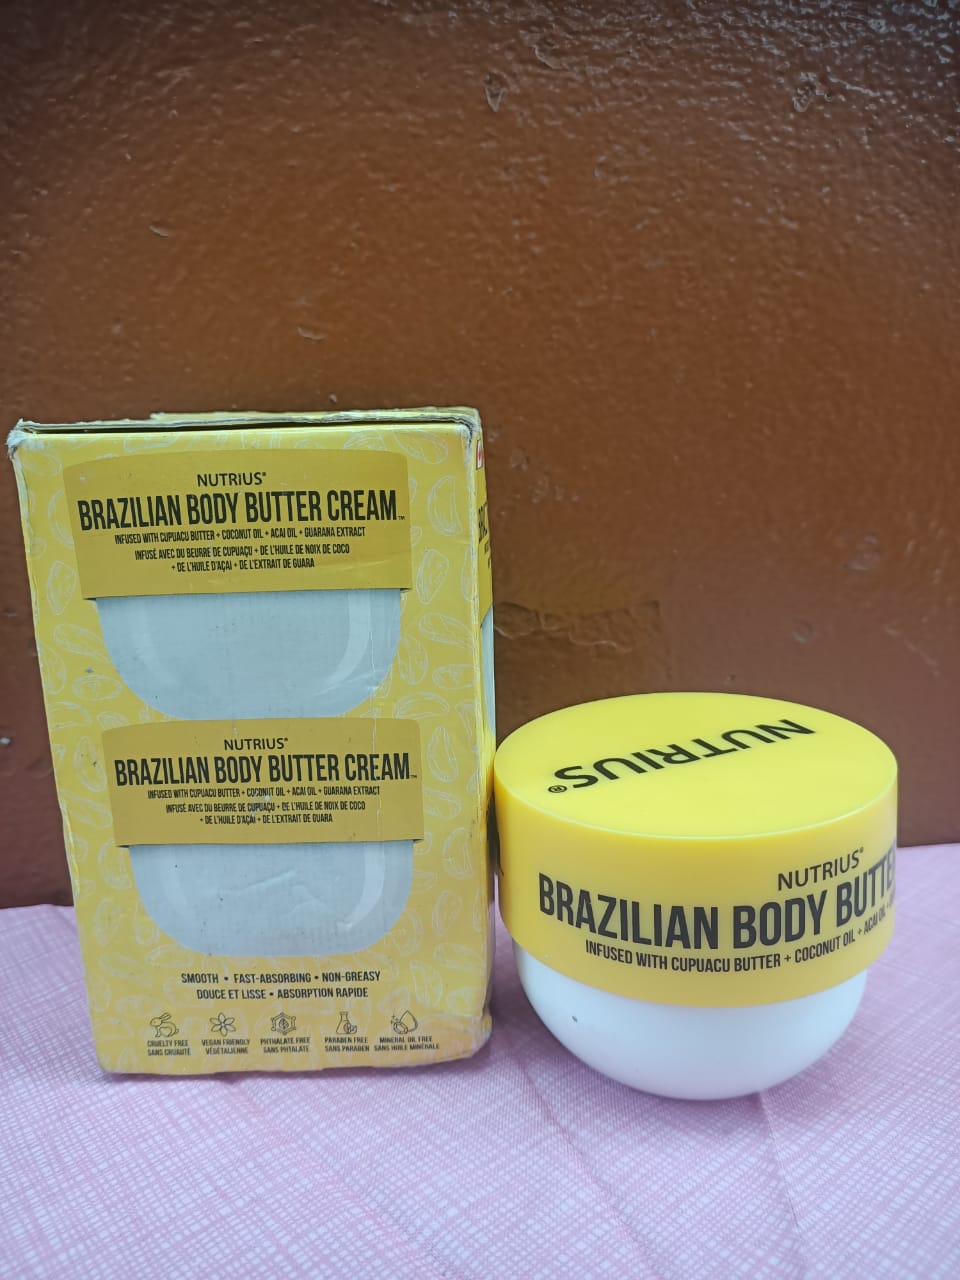 NUTRIUS®
BRAZILIAN BODY BUTTER CREAM™
INFUSED WITH CUPUACU BUTTER + COCONUT OIL + ACAI OIL + GUARANA EXTRACT
INFUSÉ AVEC DU BEURRE DE CUPUAÇU + DE L'HUILE DE NOIX DE COCO
+ DE L'HUILE D'AÇAI + DE L'EXTRAIT DE GUARA
NUTRIUS®
BRAZILIAN BODY BUTTER CREAM™
INFUSED WITH CUPUACU BUTTER + COCONUT OIL + ACAI OIL + GUARANA EXTRACT
INFUSÉ AVEC DU BEURRE DE CUPUAÇU + DE L'HUILE DE NOIX DE COCO
+ DE L'HUILE D'AÇAI + DE L'EXTRAIT DE GUARA
SMOOTH • FAST-ABSORBING • NON-GREASY
DOUCE ET LISSE • ABSORPTION RAPIDE
CRUELTY FREE
SANS CRUAUTÉ
VEGAN FRIENDLY
VÉGÉTALIENNE
PHTHALATE FREE
SANS PHTALATE
PARABEN FREE
SANS PARABEN
MINERAL OIL FREE
SANS HUILE MINÉRALE
NUTRIUS®
NUTRIUS®
BRAZILIAN BODY BUTTE
INFUSED WITH CUPUACU BUTTER + COCONUT OIL + ACAI OIL +